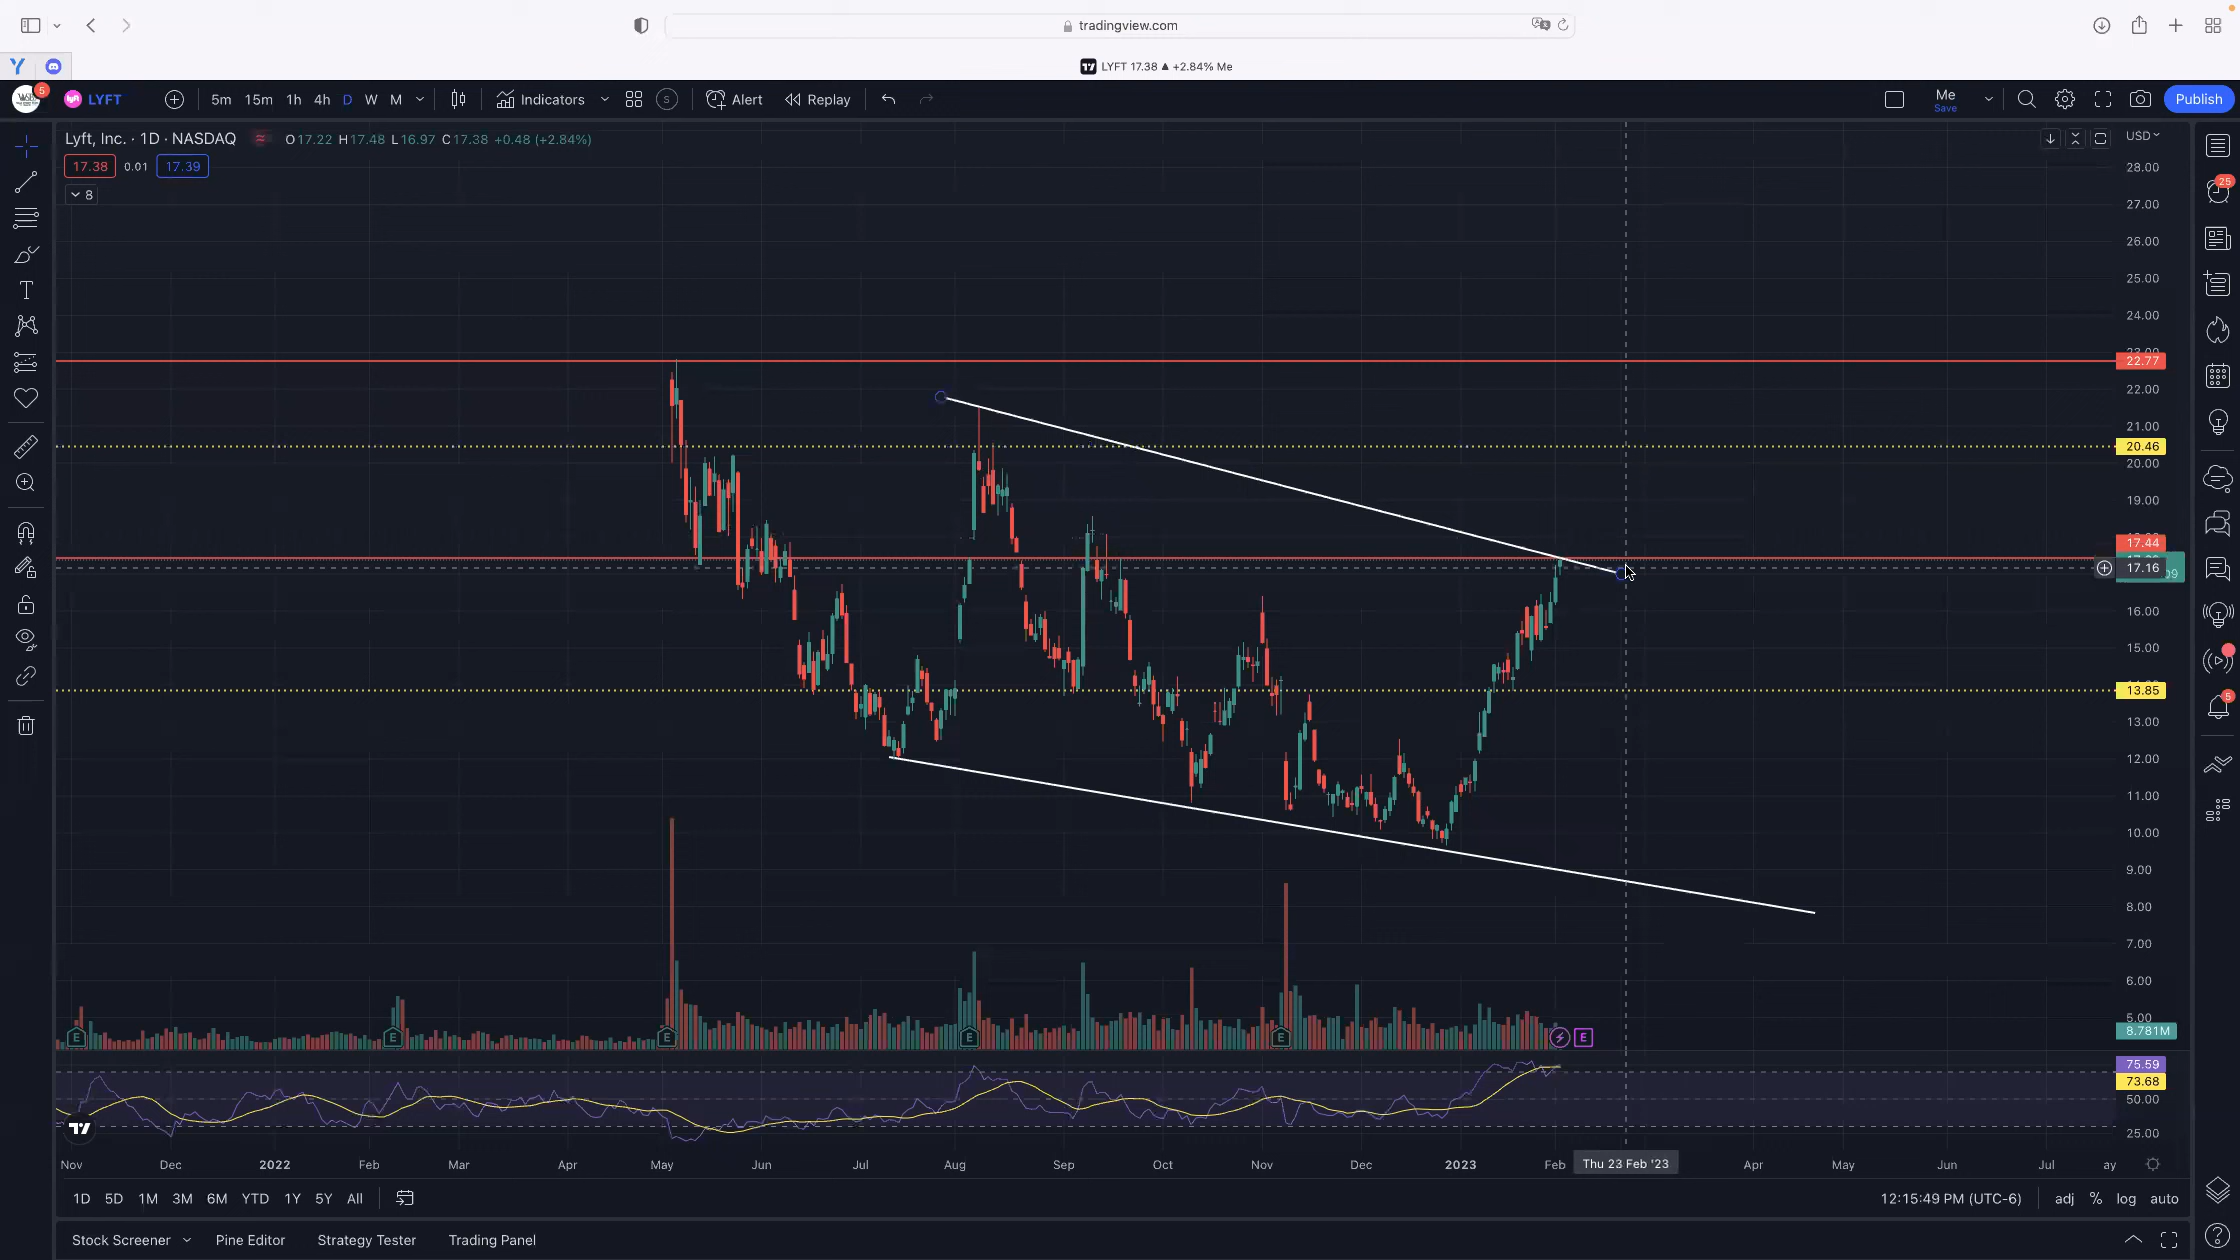 tradingview.com
LYFT 17.38 ▲ +2.84% Me
5
LYFT
5m 15m 1h 4h D W M
Indicators
S
Alert
Replay
Me
Save
Publish
Lyft, Inc. · 1D · NASDAQ
O17.22 H17.48 L16.97 C17.38 +0.48 (+2.84%)
USD
17.38 0.01 17.39
8
28.00
25
27.00
26.00
25.00
24.00
22.77
22.00
21.00
20.46
20.00
19.00
17.44
17.16
16.00
15.00
13.85
5
13.00
12.00
11.00
10.00
9.00
8.00
7.00
6.00
5.00
8.781M
E E E E E E
75.59
73.68
50.00
25.00
Nov Dec 2022 Feb Mar Apr May Jun Jul Aug Sep Oct Nov Dec 2023 Feb Thu 23 Feb '23 Apr May Jun Jul ay
1D 5D 1M 3M 6M YTD 1Y 5Y All
12:15:49 PM (UTC-6) adj % log auto
Stock Screener Pine Editor Strategy Tester Trading Panel